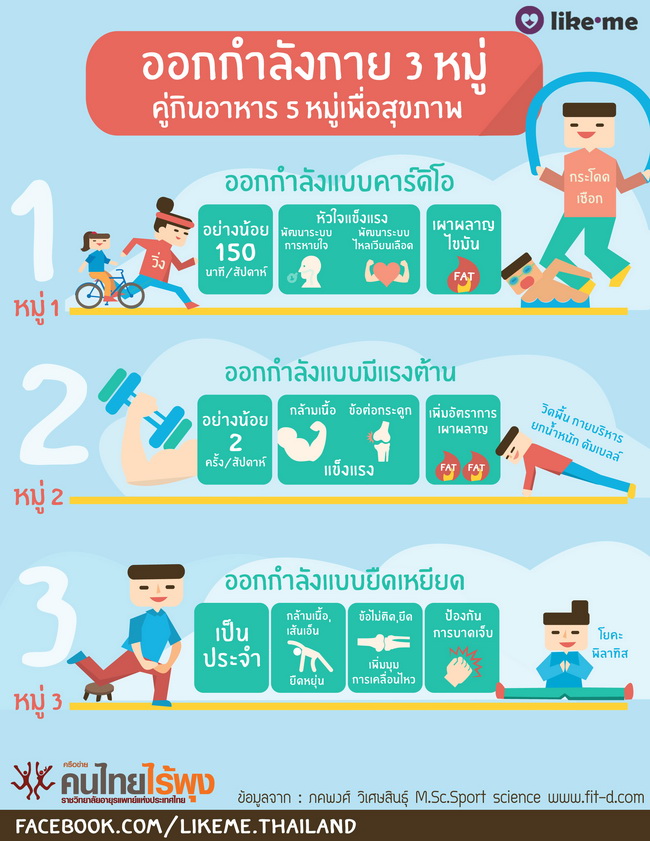 like•me
ออกกำลังกาย 3 หมู่
คู่กินอาหาร 5 หมู่เพื่อสุขภาพ
1
หมู่ 1
ออกกำลังแบบคาร์ดิโอ
วิ่ง
อย่างน้อย
150
นาที/สัปดาห์
หัวใจแข็งแรง
พัฒนาระบบ
การหายใจ
พัฒนาระบบ
ไหลเวียนเลือด
เผาผลาญ
ไขมัน
FAT
กระโดด
เชือก
2
หมู่ 2
ออกกำลังแบบมีแรงต้าน
อย่างน้อย
2
ครั้ง/สัปดาห์
กล้ามเนื้อ
ข้อต่อกระดูก
แข็งแรง
เพิ่มอัตราการ
เผาผลาญ
FAT FAT
วิดพื้น กายบริหาร
ยกน้ำหนัก ดัมเบลล์
3
หมู่ 3
ออกกำลังแบบยืดเหยียด
เป็น
ประจำ
กล้ามเนื้อ,
เส้นเอ็น
ยืดหยุ่น
ข้อไม่ติด,ยึด
เพิ่มมุม
การเคลื่อนไหว
ป้องกัน
การบาดเจ็บ
โยคะ
พิลาทิส
เครือข่าย
คนไทยไร้พุง
ราชวิทยาลัยอายุรแพทย์แห่งประเทศไทย
ข้อมูลจาก : ภคพงศ์ วิเศษสินธุ์ M.Sc.Sport science www.fit-d.com
FACEBOOK.COM/LIKEME.THAILAND